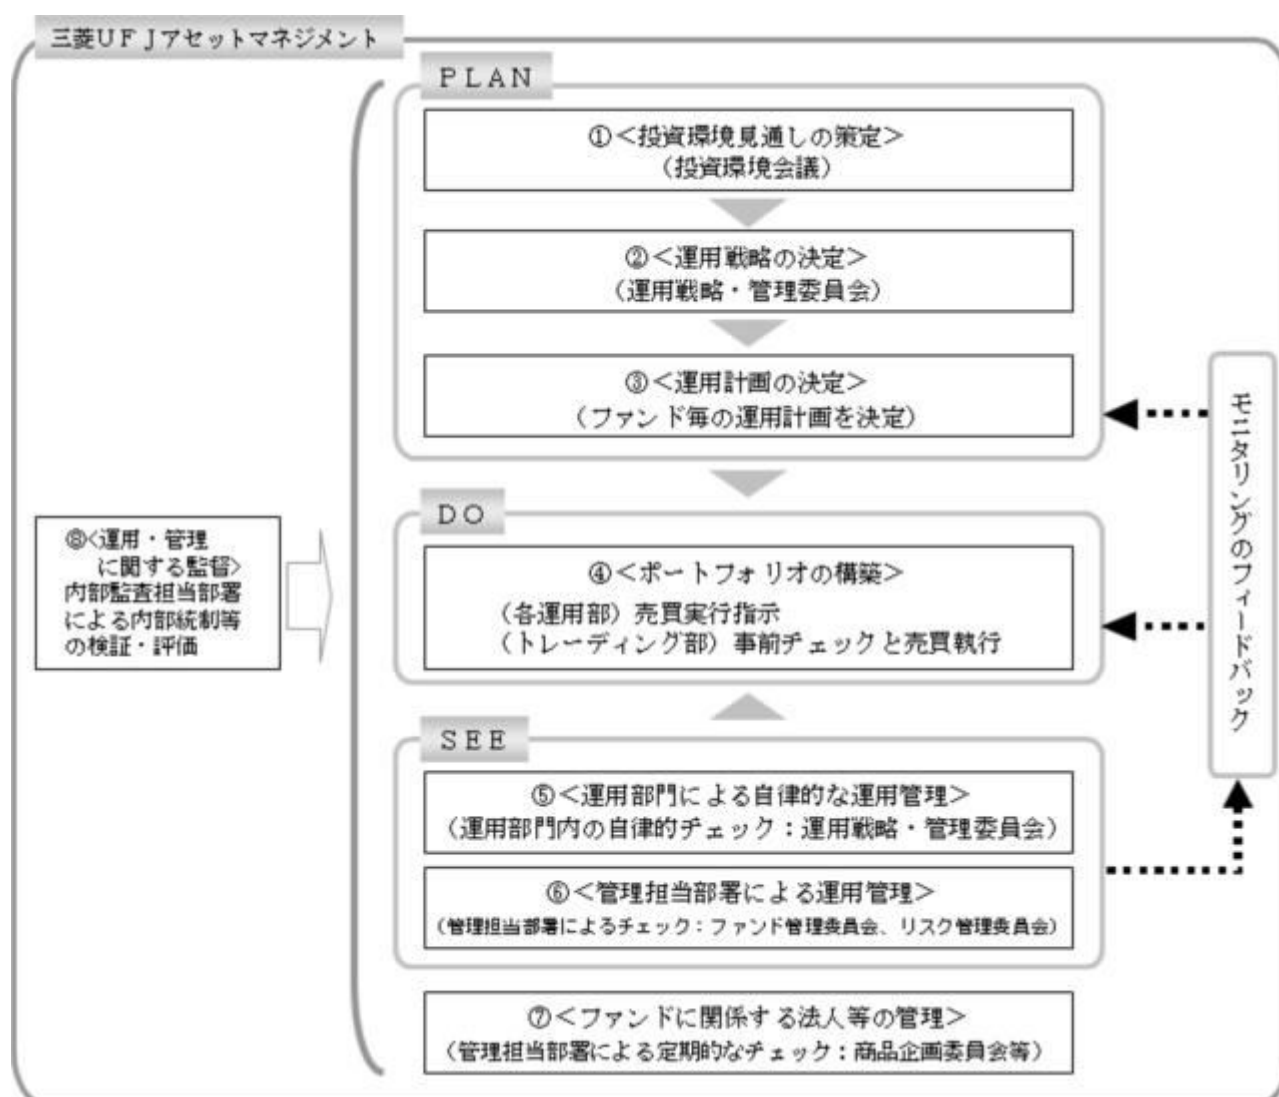 三菱ＵＦＪアセットマネジメント
ＰＬＡＮ
①＜投資環境見通しの策定＞
（投資環境会議）
②＜運用戦略の決定＞
（運用戦略・管理委員会）
③＜運用計画の決定＞
（ファンド毎の運用計画を決定）
ＤＯ
④＜ポートフォリオの構築＞
（各運用部）売買実行指示
（トレーディング部）事前チェックと売買執行
ＳＥＥ
⑤＜運用部門による自律的な運用管理＞
（運用部門内の自律的チェック：運用戦略・管理委員会）
⑥＜管理担当部署による運用管理＞
（管理担当部署によるチェック：ファンド管理委員会、リスク管理委員会）
⑦＜ファンドに関係する法人等の管理＞
（管理担当部署による定期的なチェック：商品企画委員会等）
⑧＜運用・管理
に関する監督＞
内部監査担当部署
による内部統制等
の検証・評価
モニタリングのフィードバック